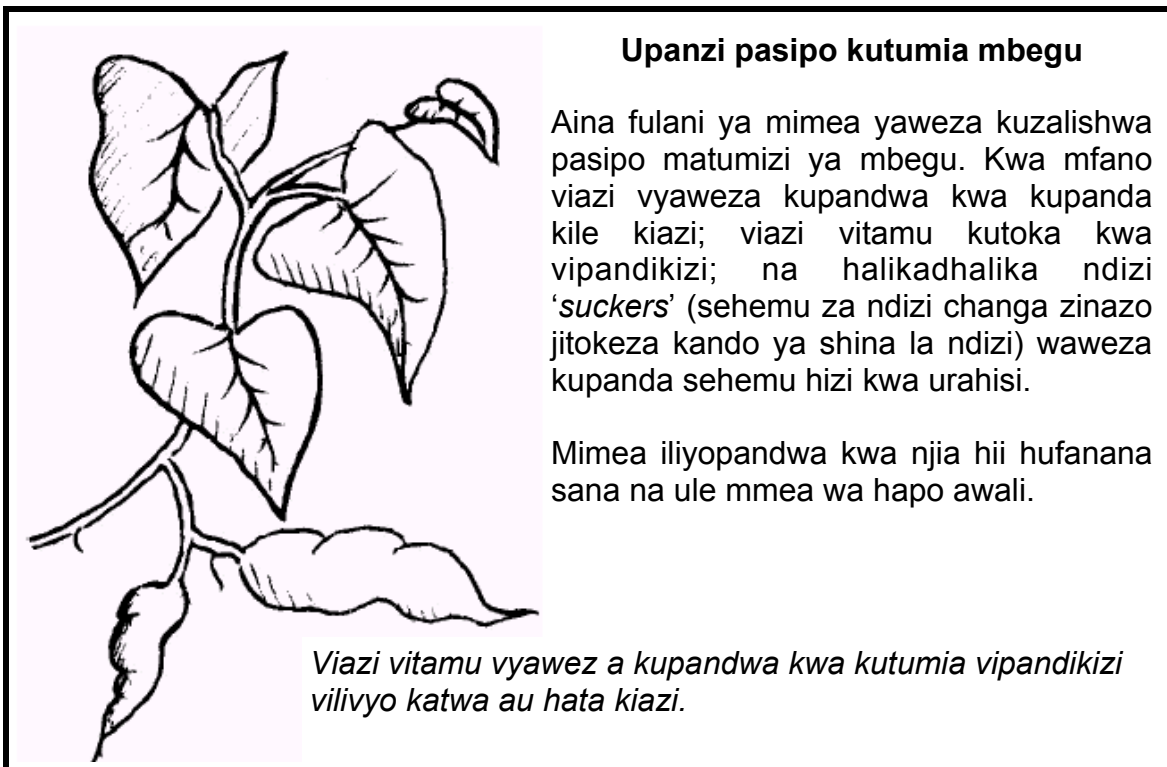 Upanzi pasipo kutumia mbegu
Aina fulani ya mimea yaweza kuzalishwa
pasipo matumizi ya mbegu. Kwa mfano
viazi vyaweza kupandwa kwa kupanda
kile kiazi; viazi vitamu kutoka kwa
vipandikizi; na halikadhalika ndizi
‘suckers’ (sehemu za ndizi changa zinazo
jitokeza kando ya shina la ndizi) waweza
kupanda sehemu hizi kwa urahisi.
Mimea iliyopandwa kwa njia hii hufanana
sana na ule mmea wa hapo awali.
Viazi vitamu vyawez a kupandwa kwa kutumia vipandikizi
vilivyo katwa au hata kiazi.